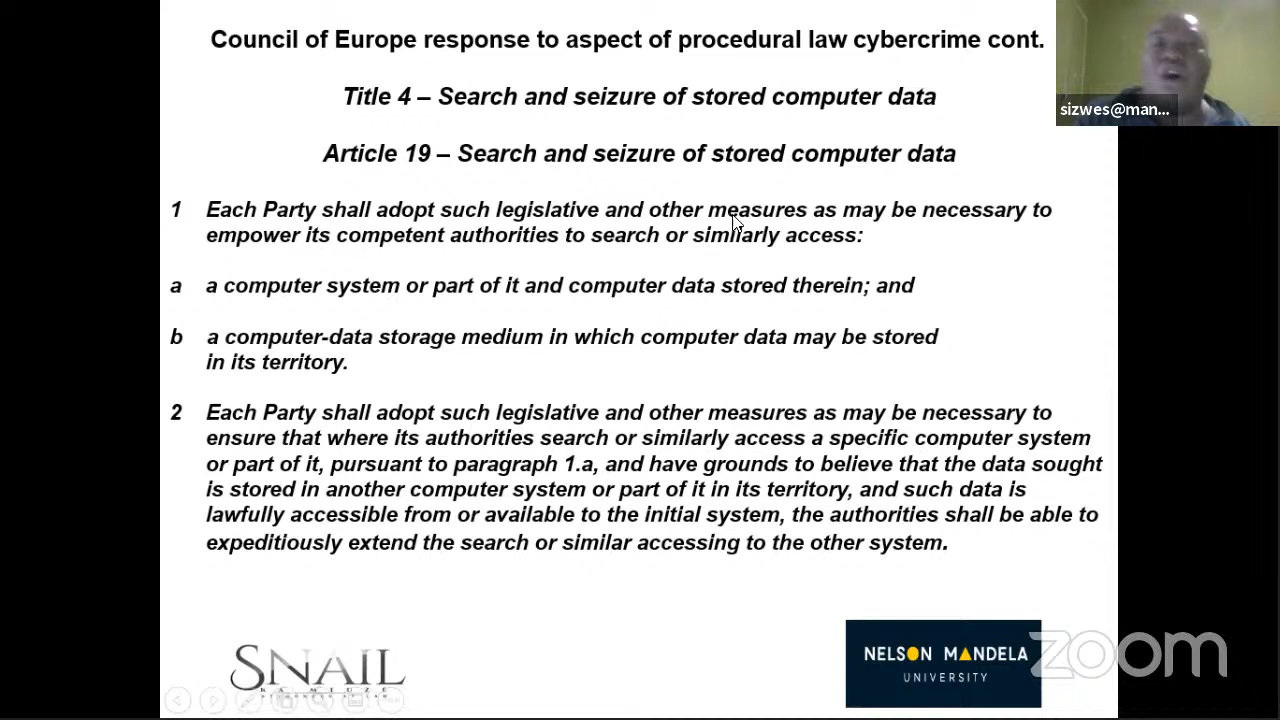 Council of Europe response to aspect of procedural law cybercrime cont.
Title 4 – Search and seizure of stored computer data
Article 19 – Search and seizure of stored computer data
sizwes@man...
1 Each Party shall adopt such legislative and other measures as may be necessary to
empower its competent authorities to search or similarly access:
a a computer system or part of it and computer data stored therein; and
b a computer-data storage medium in which computer data may be stored
in its territory.
2 Each Party shall adopt such legislative and other measures as may be necessary to
ensure that where its authorities search or similarly access a specific computer system
or part of it, pursuant to paragraph 1.a, and have grounds to believe that the data sought
is stored in another computer system or part of it in its territory, and such data is
lawfully accessible from or available to the initial system, the authorities shall be able to
expeditiously extend the search or similar accessing to the other system.
SNAIL
NELSON MANDELA
UNIVERSITY
zoom